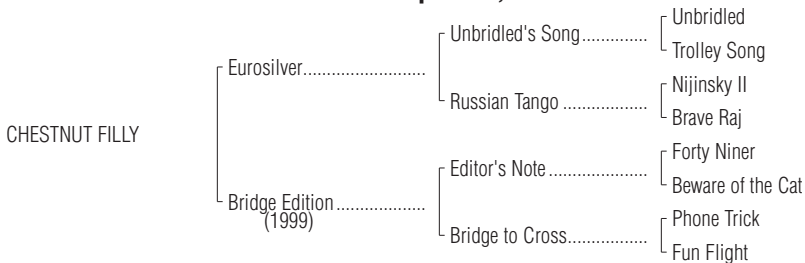 Unbridled
Unbridled's Song..............
Trolley Song
Eurosilver..........................
Nijinsky II
Russian Tango ..................
Brave Raj
CHESTNUT FILLY
Forty Niner
Editor's Note .....................
Beware of the Cat
Bridge Edition...................
(1999)
Phone Trick
Bridge to Cross.................
Fun Flight